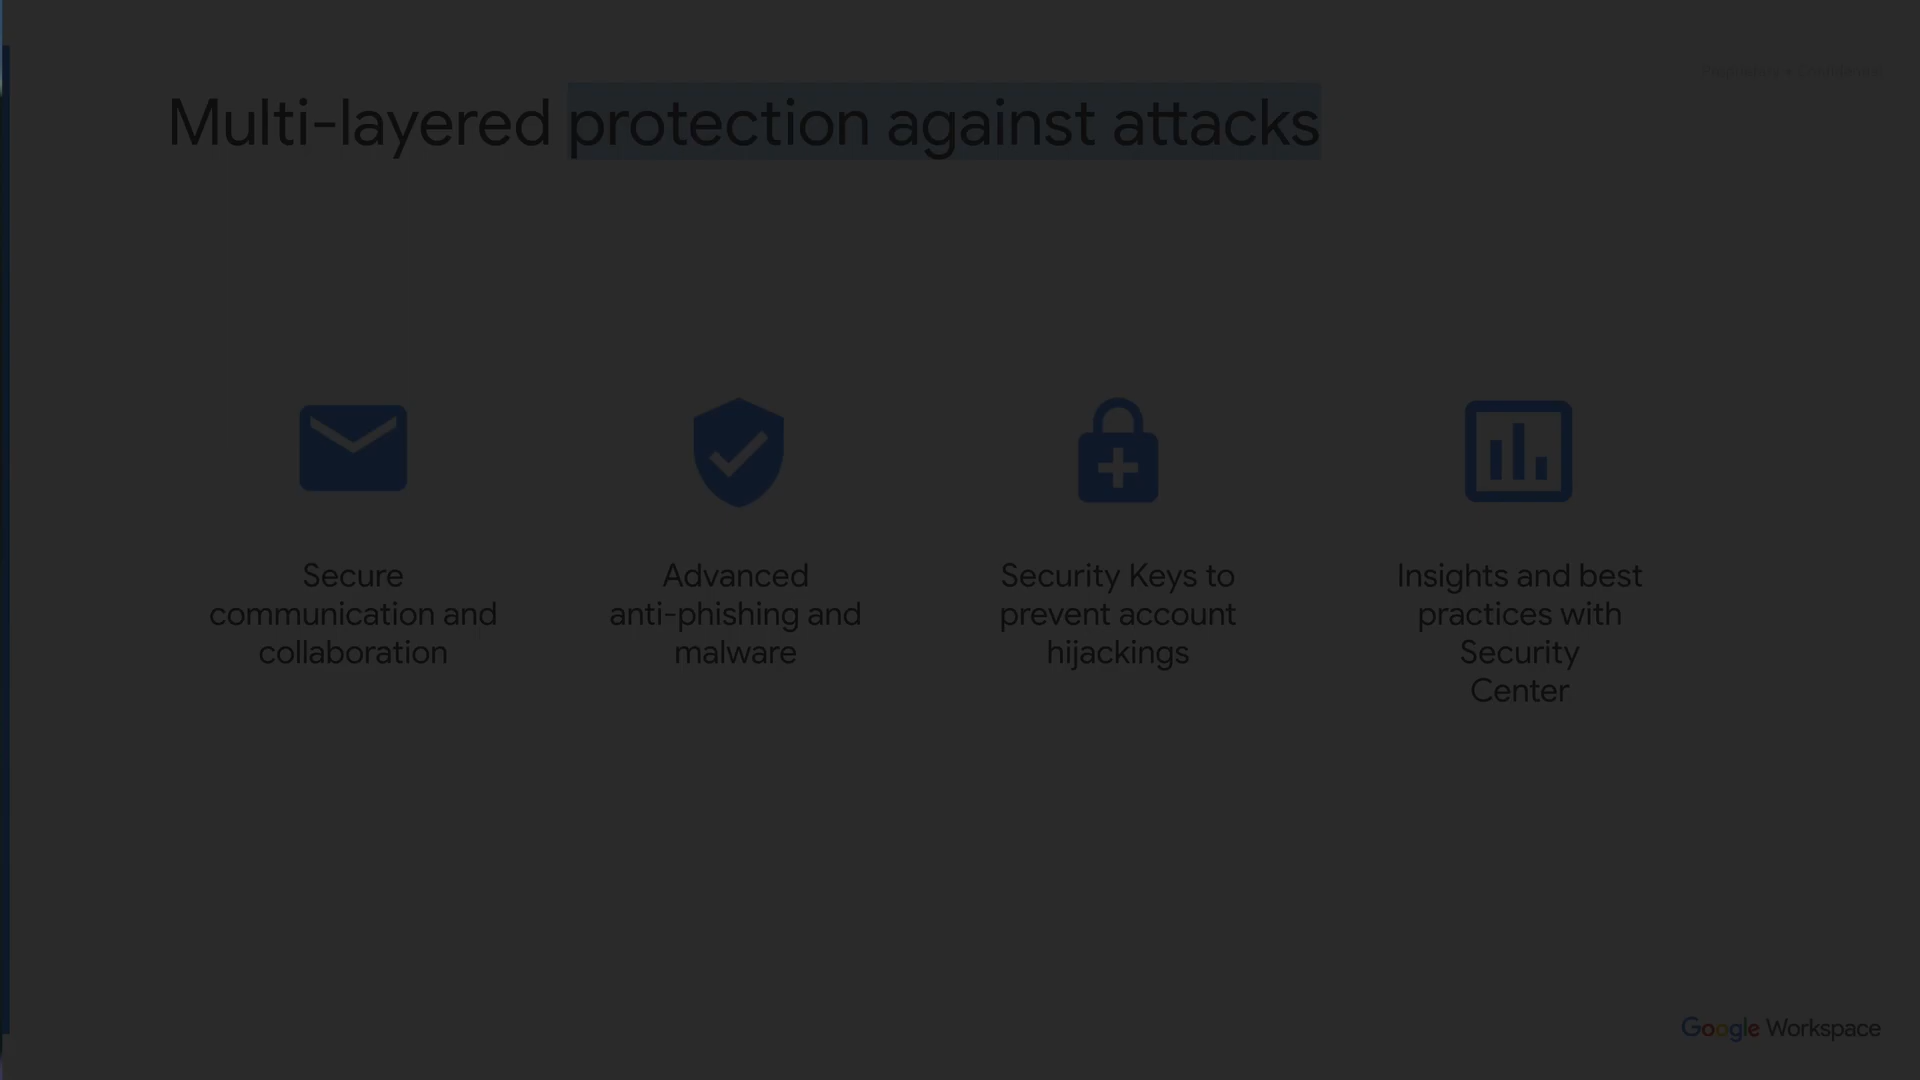 Multi-layered protection against attacks
Secure
communication and
collaboration
Advanced
anti-phishing and
malware
Security Keys to
prevent account
hijackings
Insights and best
practices with
Security
Center
Google Workspace